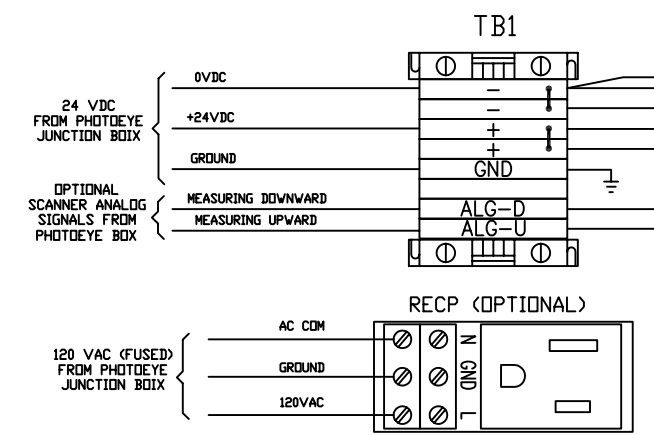 TB1
0VDC
24 VDC
FROM PHOTOEYE
JUNCTION BOIX
+24VDC
GROUND
−
−
+
+
GND
OPTIONAL
SCANNER ANALOG
SIGNALS FROM
PHOTOEYE BOX
MEASURING DOWNWARD
MEASURING UPWARD
ALG-D
ALG-U
RECP (OPTIONAL)
120 VAC (FUSED)
FROM PHOTOEYE
JUNCTION BOIX
AC COM
GROUND
120VAC
N
GND
L